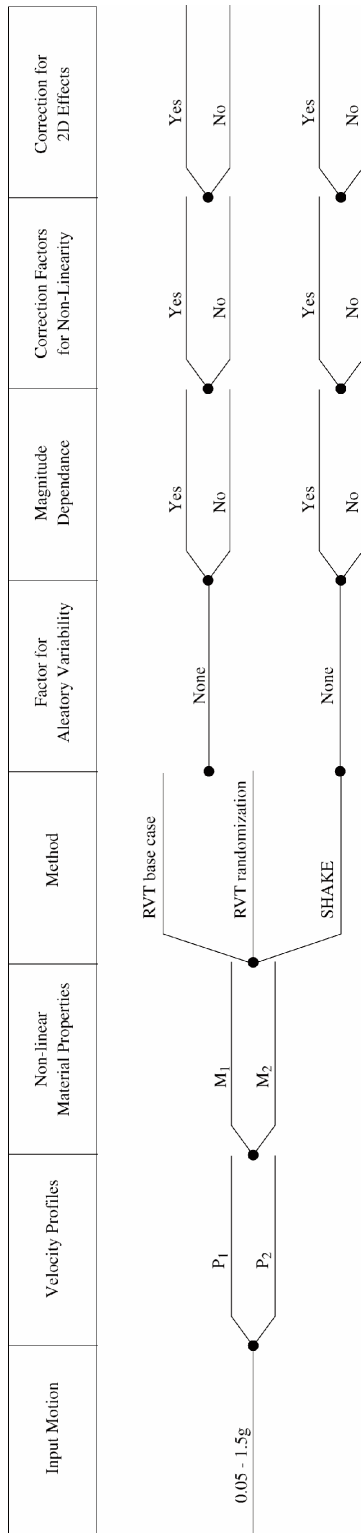 Input Motion
Velocity Profiles
Non-linear
Material Properties
Method
Factor for
Aleatory Variability
Magnitude
Dependance
Correction Factors
for Non-Linearity
Correction for
2D Effects
0.05 - 1.5g
P1
P2
M1
M2
RVT base case
RVT randomization
SHAKE
None
None
Yes
No
Yes
No
Yes
No
Yes
No
Yes
No
Yes
No